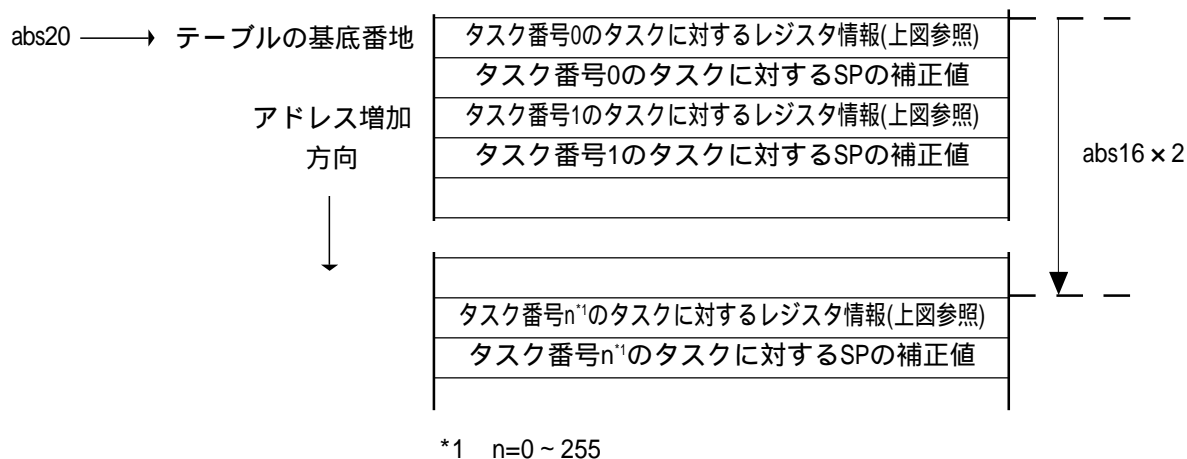 abs20 テーブルの基底番地
タスク番号0のタスクに対するレジスタ情報(上図参照)
タスク番号0のタスクに対するSPの補正値
アドレス増加
方向
タスク番号1のタスクに対するレジスタ情報(上図参照)
タスク番号1のタスクに対するSPの補正値
abs16 × 2
タスク番号n*1のタスクに対するレジスタ情報(上図参照)
タスク番号n*1のタスクに対するSPの補正値
*1 n=0 ~ 255